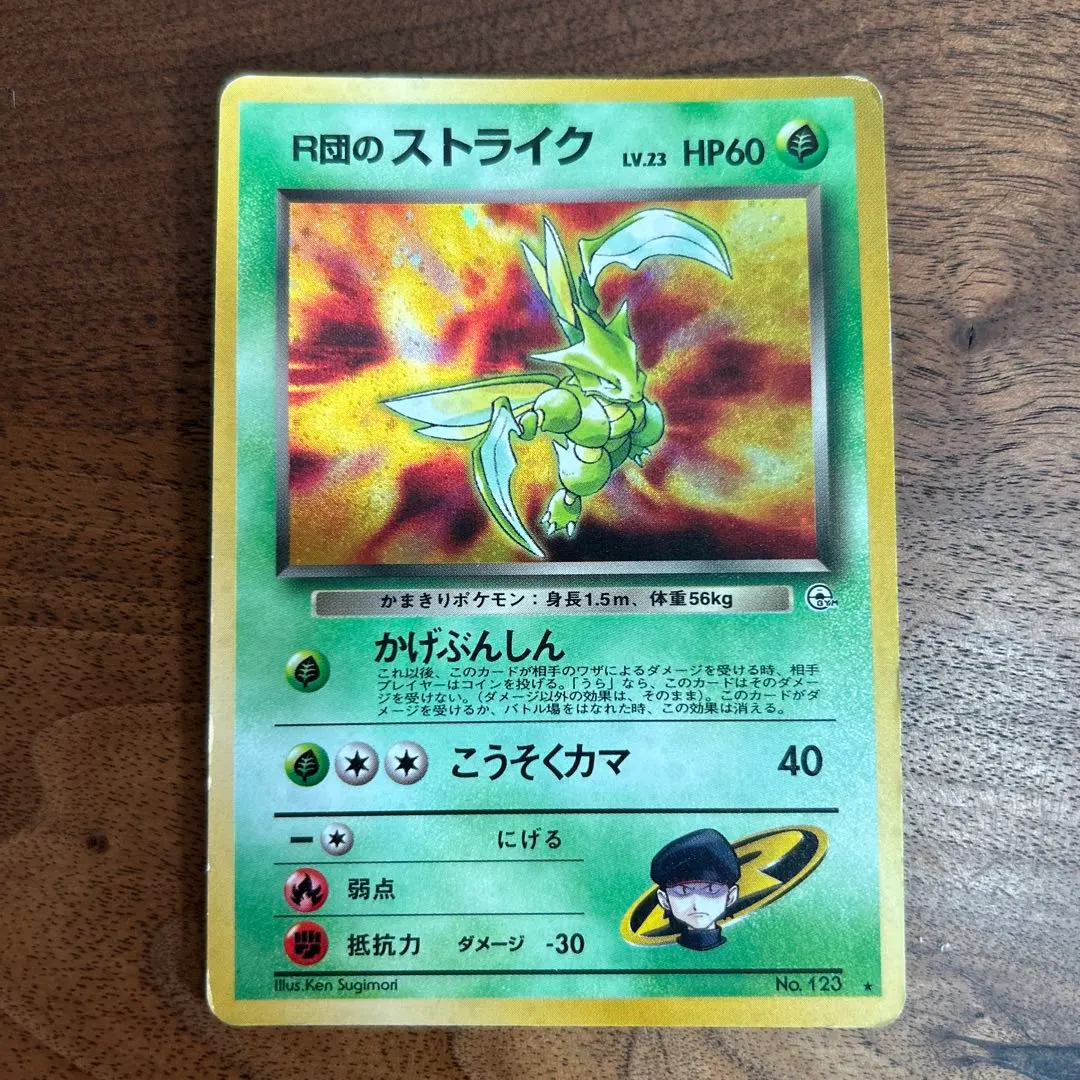 R団のストライク LV.23 HP60
かまきりポケモン：身長1.5m、体重56kg
GYM
かげぶんしん
これ以後、このカードが相手のワザによるダメージを受ける時、相手
プレイヤーはコインを投げる。「うら」なら、このカードはそのダメー
ジを受けない。（ダメージ以外の効果は、そのまま）。このカードがダ
メージを受けるか、バトル場をはなれた時、この効果は消える。
こうそくカマ 40
にげる
弱点
抵抗力 ダメージ -30
Illus.Ken Sugimori No. 123 ★